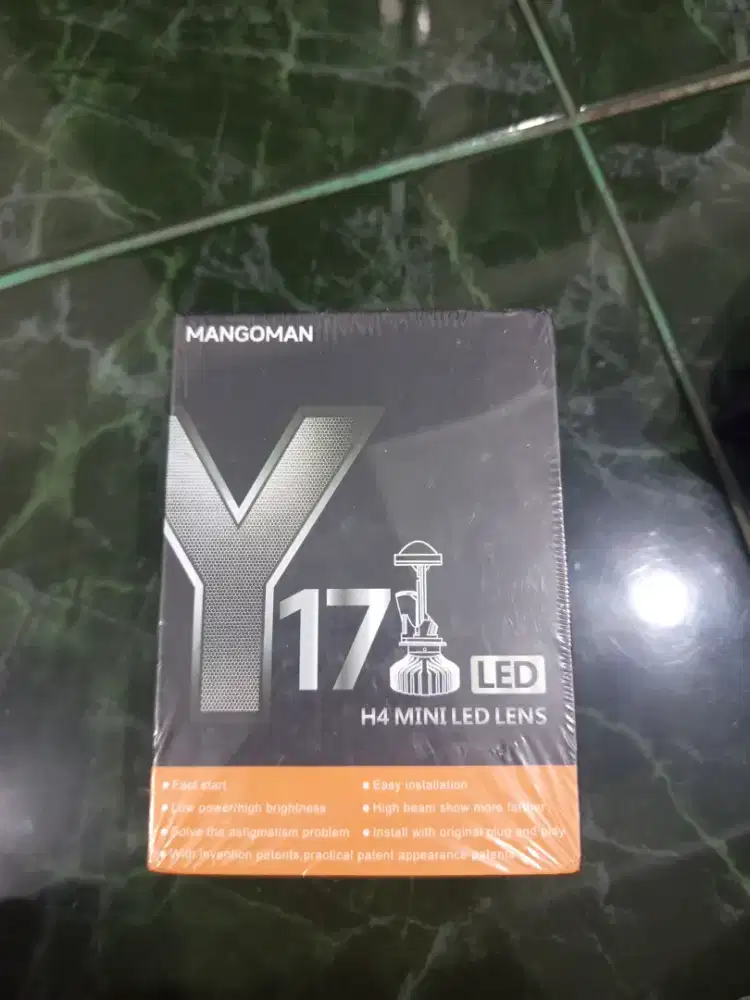 MANGOMAN
Y17
LED
H4 MINI LED LENS
Fast start
Easy installation
Low power/high brightness
High beam show more farther
Solve the astigmatism problem
Install with original plug and play
With invention patents,practical patent appearance patents